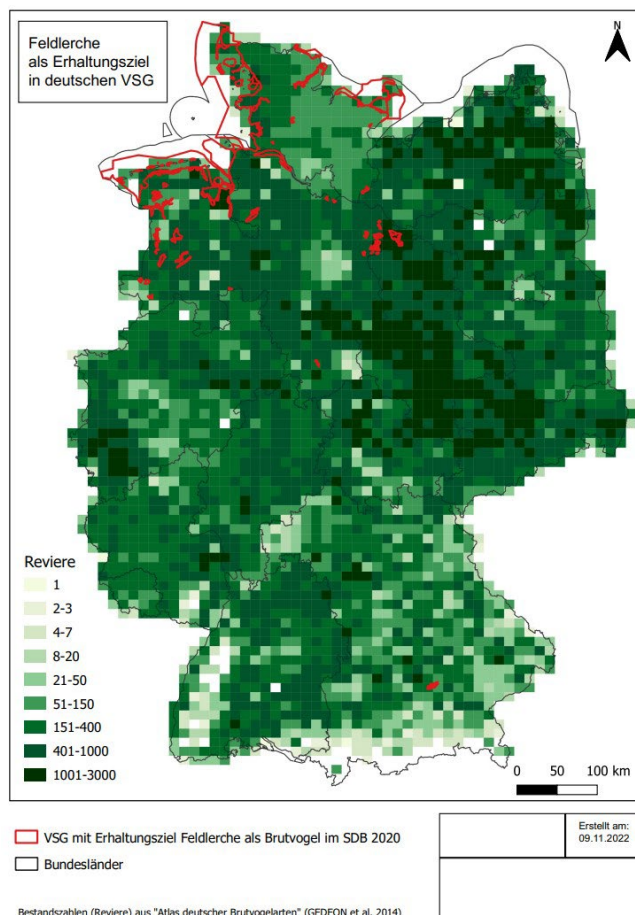 Feldlerche
als Erhaltungsziel
in deutschen VSG
N
Reviere
1
2-3
4-7
8-20
21-50
51-150
151-400
401-1000
1001-3000
0 50 100 km
VSG mit Erhaltungsziel Feldlerche als Brutvogel im SDB 2020
Bundesländer
Erstellt am:
09.11.2022
Bestandszahlen (Reviere) aus "Atlas deutscher Brutvogelarten" (GEDEON et al. 2014)